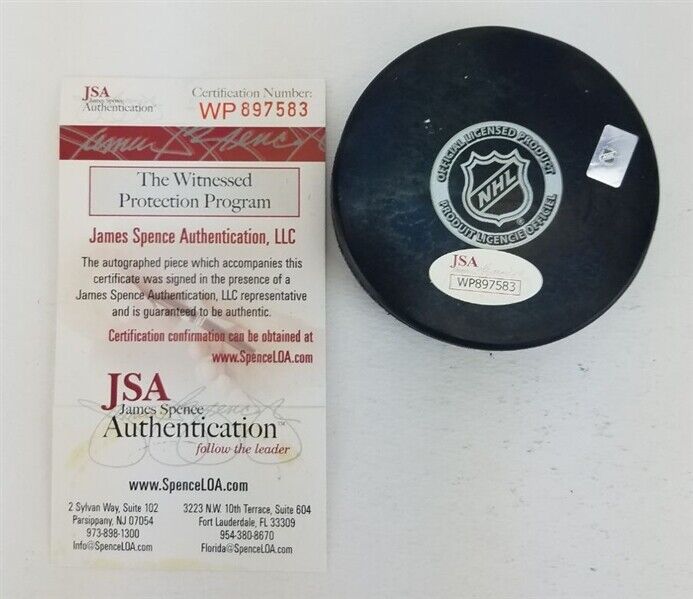 JSA
James Spence
Authentication
Certification Number:
WP 897583
The Witnessed
Protection Program
James Spence Authentication, LLC
The autographed piece which accompanies this
certificate was signed in the presence of a
James Spence Authentication, LLC representative
and is guaranteed to be authentic.
Certification confirmation can be obtained at
www.SpenceLOA.com
JSA
James Spence
Authentication™
follow the leader
www.SpenceLOA.com
2 Sylvan Way, Suite 102
Parsippany, NJ 07054
973-898-1300
Info@SpenceLOA.com
3223 N.W. 10th Terrace, Suite 604
Fort Lauderdale, FL 33309
954-380-8670
Florida@SpenceLOA.com
OFFICIAL LICENSED PRODUCT
NHL
PRODUIT LICENCIE OFFICIEL
JSA
WP897583